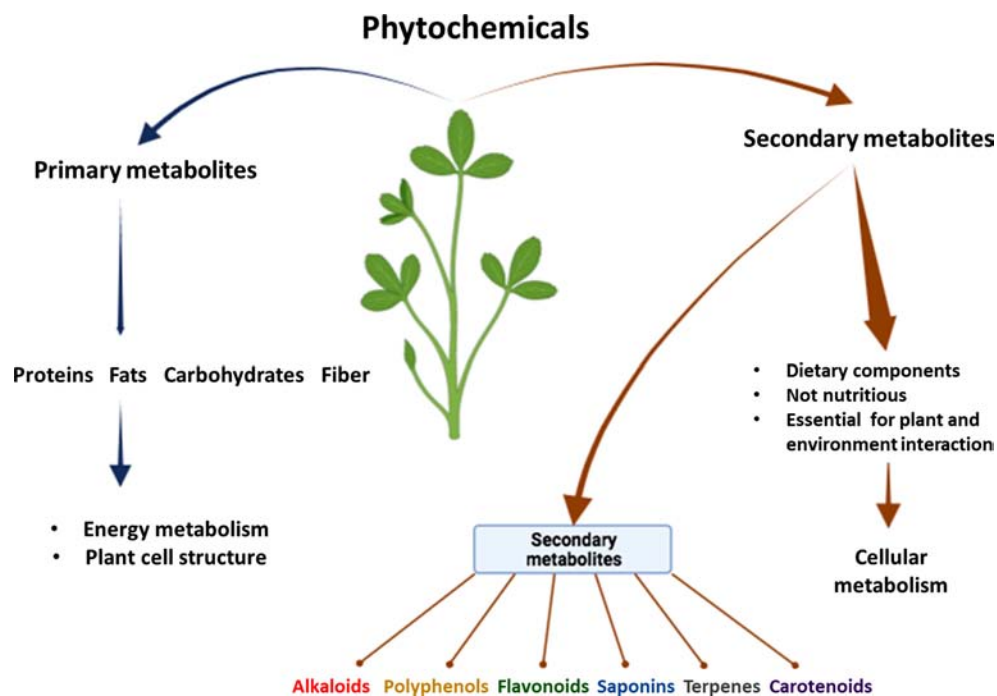 Phytochemicals
Primary metabolites
Secondary metabolites
Proteins Fats Carbohydrates Fiber
• Energy metabolism
• Plant cell structure
• Dietary components
• Not nutritious
• Essential for plant and
environment interaction
Cellular
metabolism
Secondary
metabolites
Alkaloids Polyphenols Flavonoids Saponins Terpenes Carotenoids